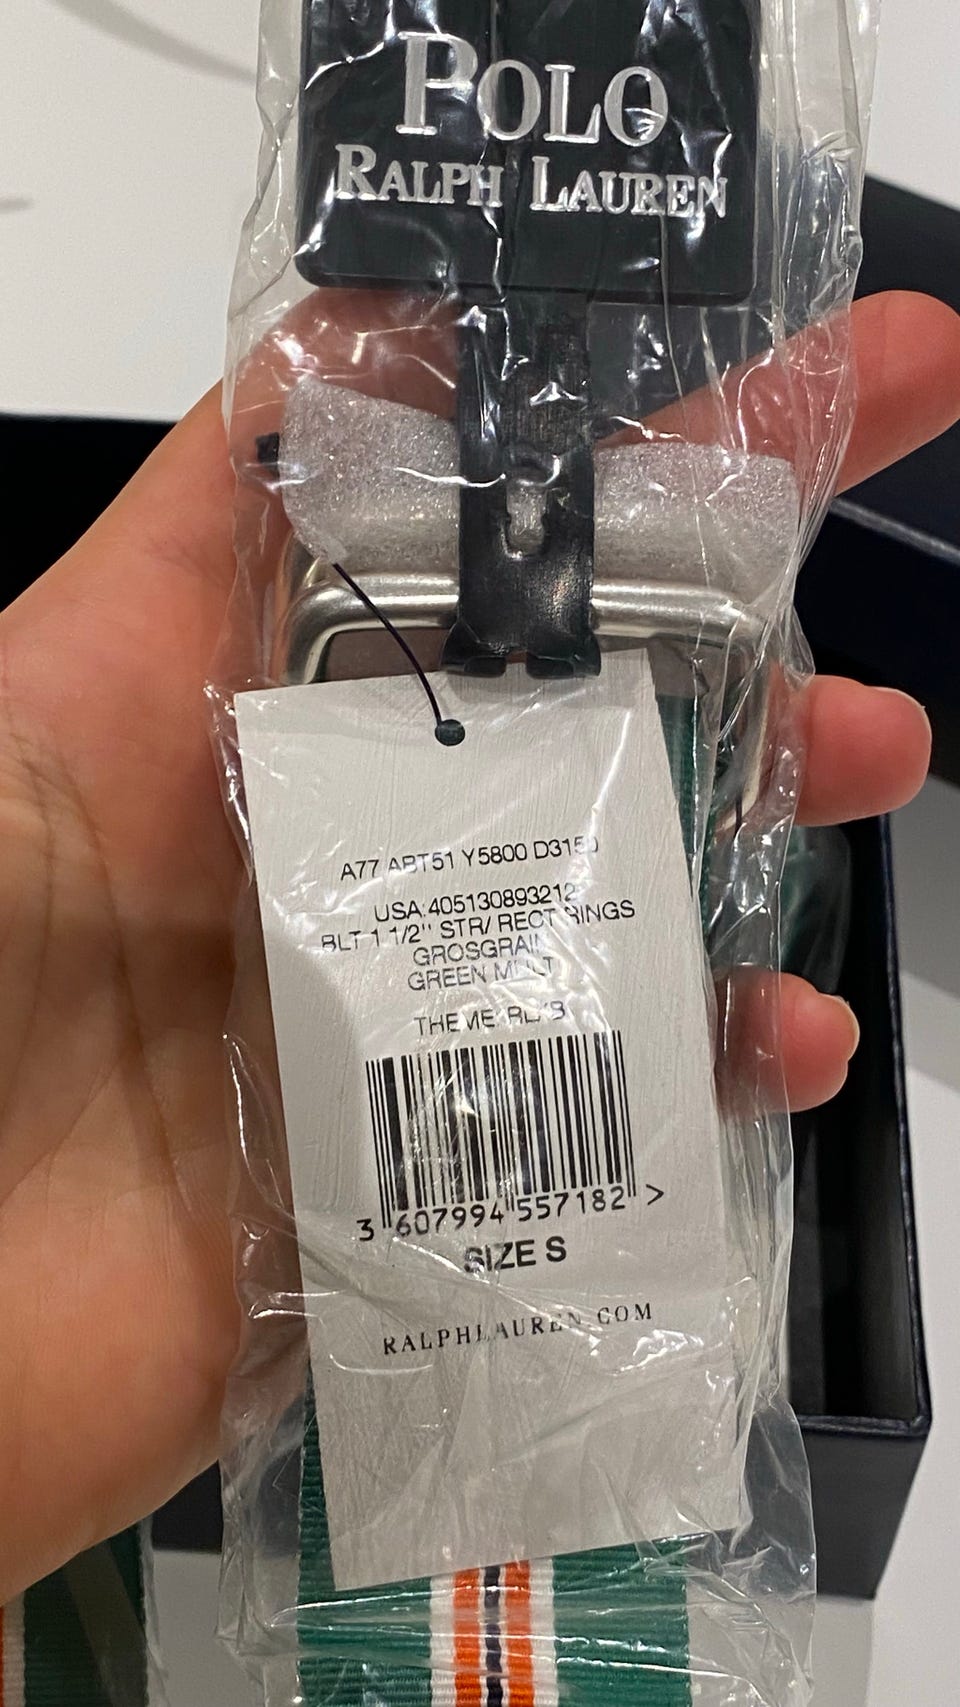 POLO
RALPH LAUREN
A77 ABT51 Y5800 D3150
USA:405130893212
BLT 1 1/2" STR/ RECT RINGS
GROSGRAIN
GREEN MULT
THEME:
3 607994 557182 >
SIZE S
RALPHLAUREN.COM